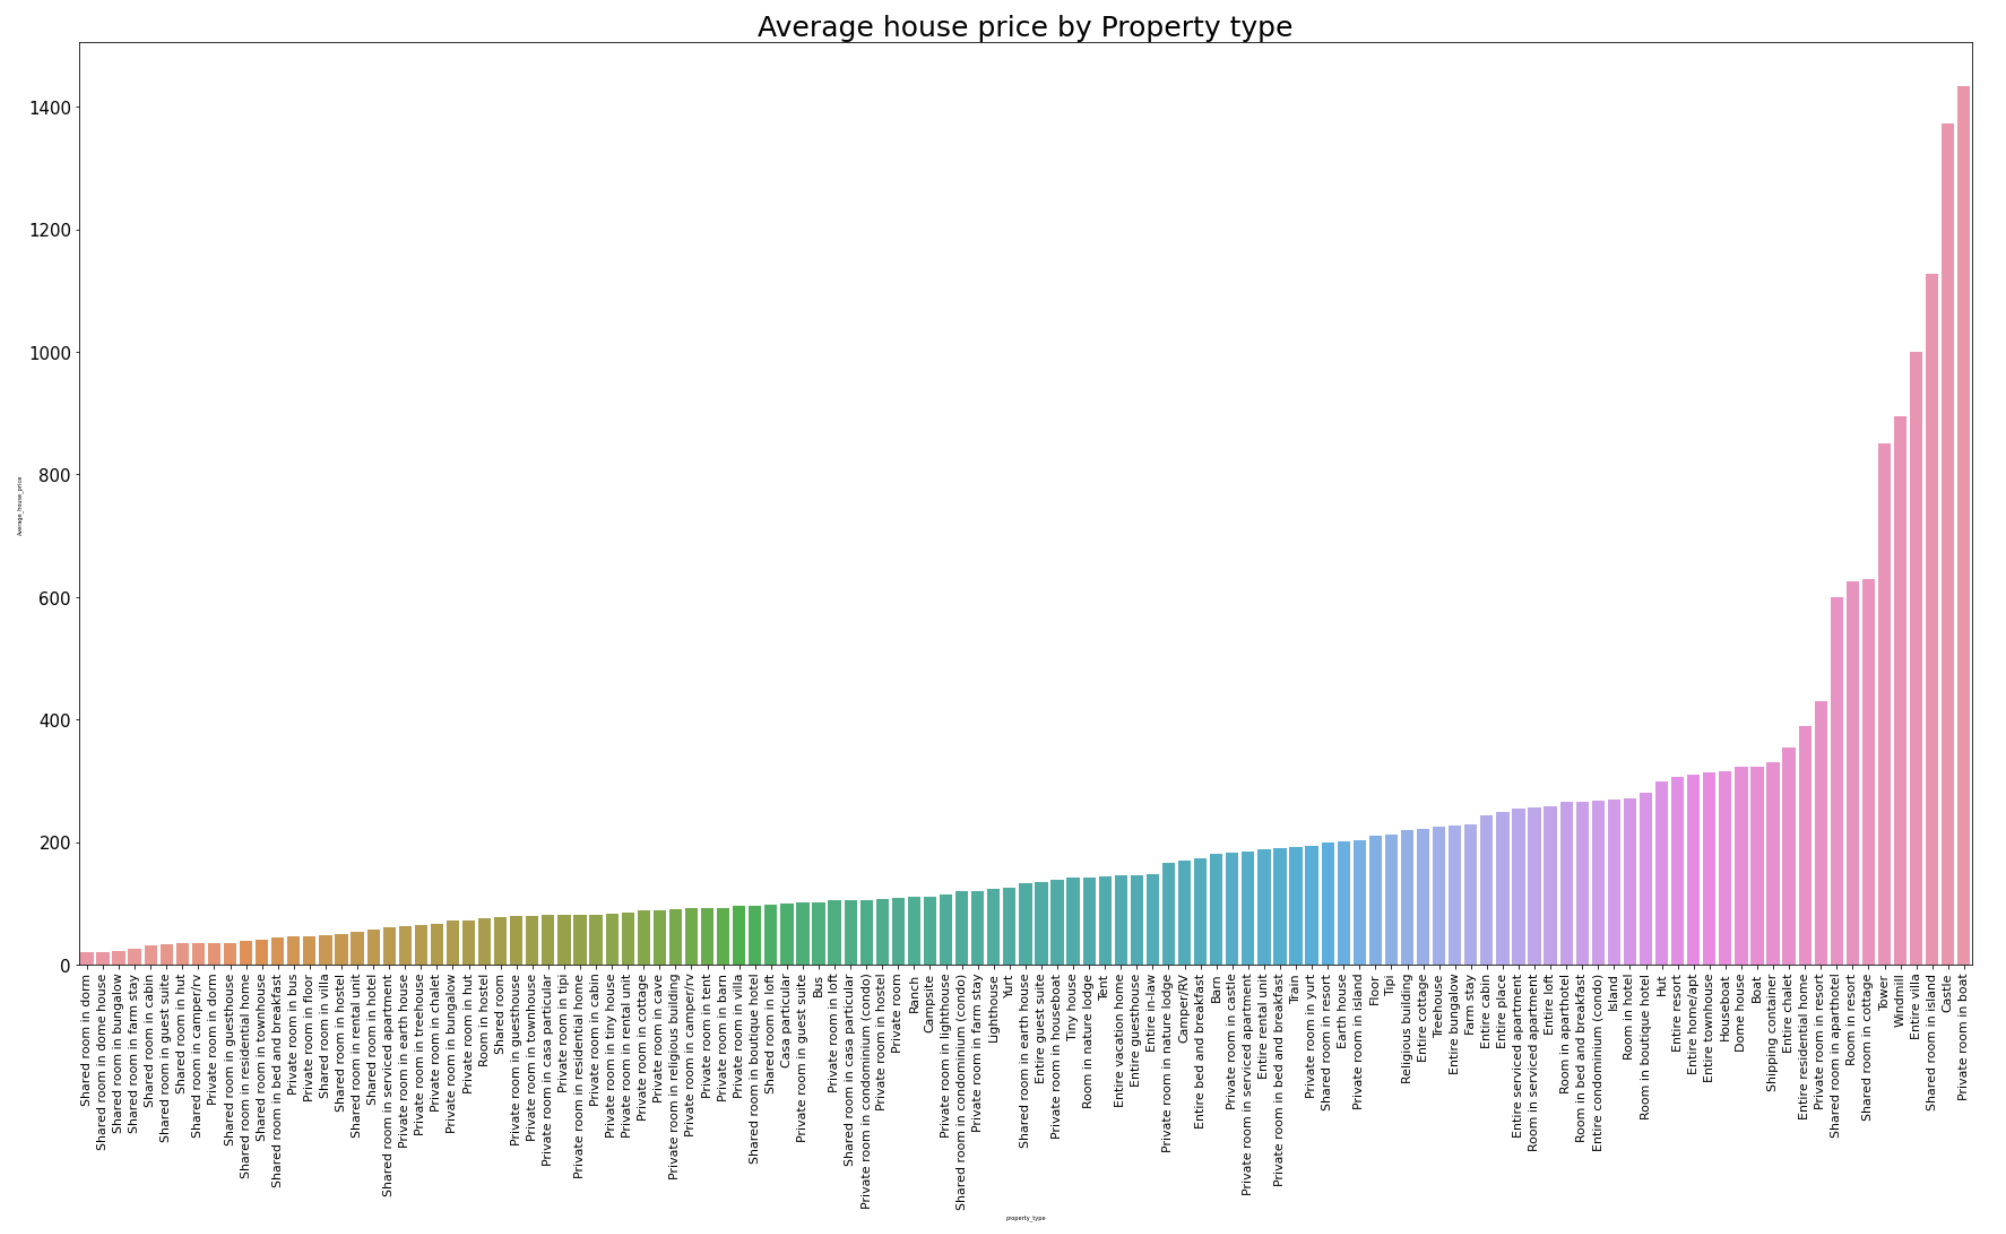 Average house price by Property type
1400
1200
1000
800
600
400
200
0
Average_house_price
Shared room in dorm
Shared room in dome house
Shared room in bungalow
Shared room in farm stay
Shared room in cabin
Shared room in guest suite
Shared room in hut
Shared room in camper/rv
Private room in dorm
Shared room in guesthouse
Shared room in residential home
Shared room in townhouse
Shared room in bed and breakfast
Private room in bus
Private room in floor
Shared room in villa
Shared room in hostel
Shared room in rental unit
Shared room in hotel
Shared room in serviced apartment
Private room in earth house
Private room in treehouse
Private room in chalet
Private room in bungalow
Private room in hut
Room in hostel
Shared room
Private room in guesthouse
Private room in townhouse
Private room in casa particular
Private room in tipi
Private room in residential home
Private room in cabin
Private room in tiny house
Private room in rental unit
Private room in cottage
Private room in cave
Private room in religious building
Private room in camper/rv
Private room in tent
Private room in barn
Private room in villa
Shared room in boutique hotel
Shared room in loft
Casa particular
Private room in guest suite
Bus
Private room in loft
Shared room in casa particular
Private room in condominium (condo)
Private room in hostel
Private room
Ranch
Campsite
Private room in lighthouse
Shared room in condominium (condo)
Private room in farm stay
Lighthouse
Yurt
Shared room in earth house
Entire guest suite
Private room in houseboat
Tiny house
Room in nature lodge
Tent
Entire vacation home
Entire guesthouse
Entire in-law
Private room in nature lodge
Camper/RV
Entire bed and breakfast
Barn
Private room in castle
Private room in serviced apartment
Entire rental unit
Private room in bed and breakfast
Train
Private room in yurt
Shared room in resort
Earth house
Private room in island
Floor
Tipi
Religious building
Entire cottage
Treehouse
Entire bungalow
Farm stay
Entire cabin
Entire place
Entire serviced apartment
Room in serviced apartment
Entire loft
Room in aparthotel
Room in bed and breakfast
Entire condominium (condo)
Island
Room in hotel
Room in boutique hotel
Hut
Entire resort
Entire home/apt
Entire townhouse
Houseboat
Dome house
Boat
Shipping container
Entire chalet
Entire residential home
Private room in resort
Shared room in aparthotel
Room in resort
Shared room in cottage
Tower
Windmill
Entire villa
Shared room in island
Castle
Private room in boat
property_type